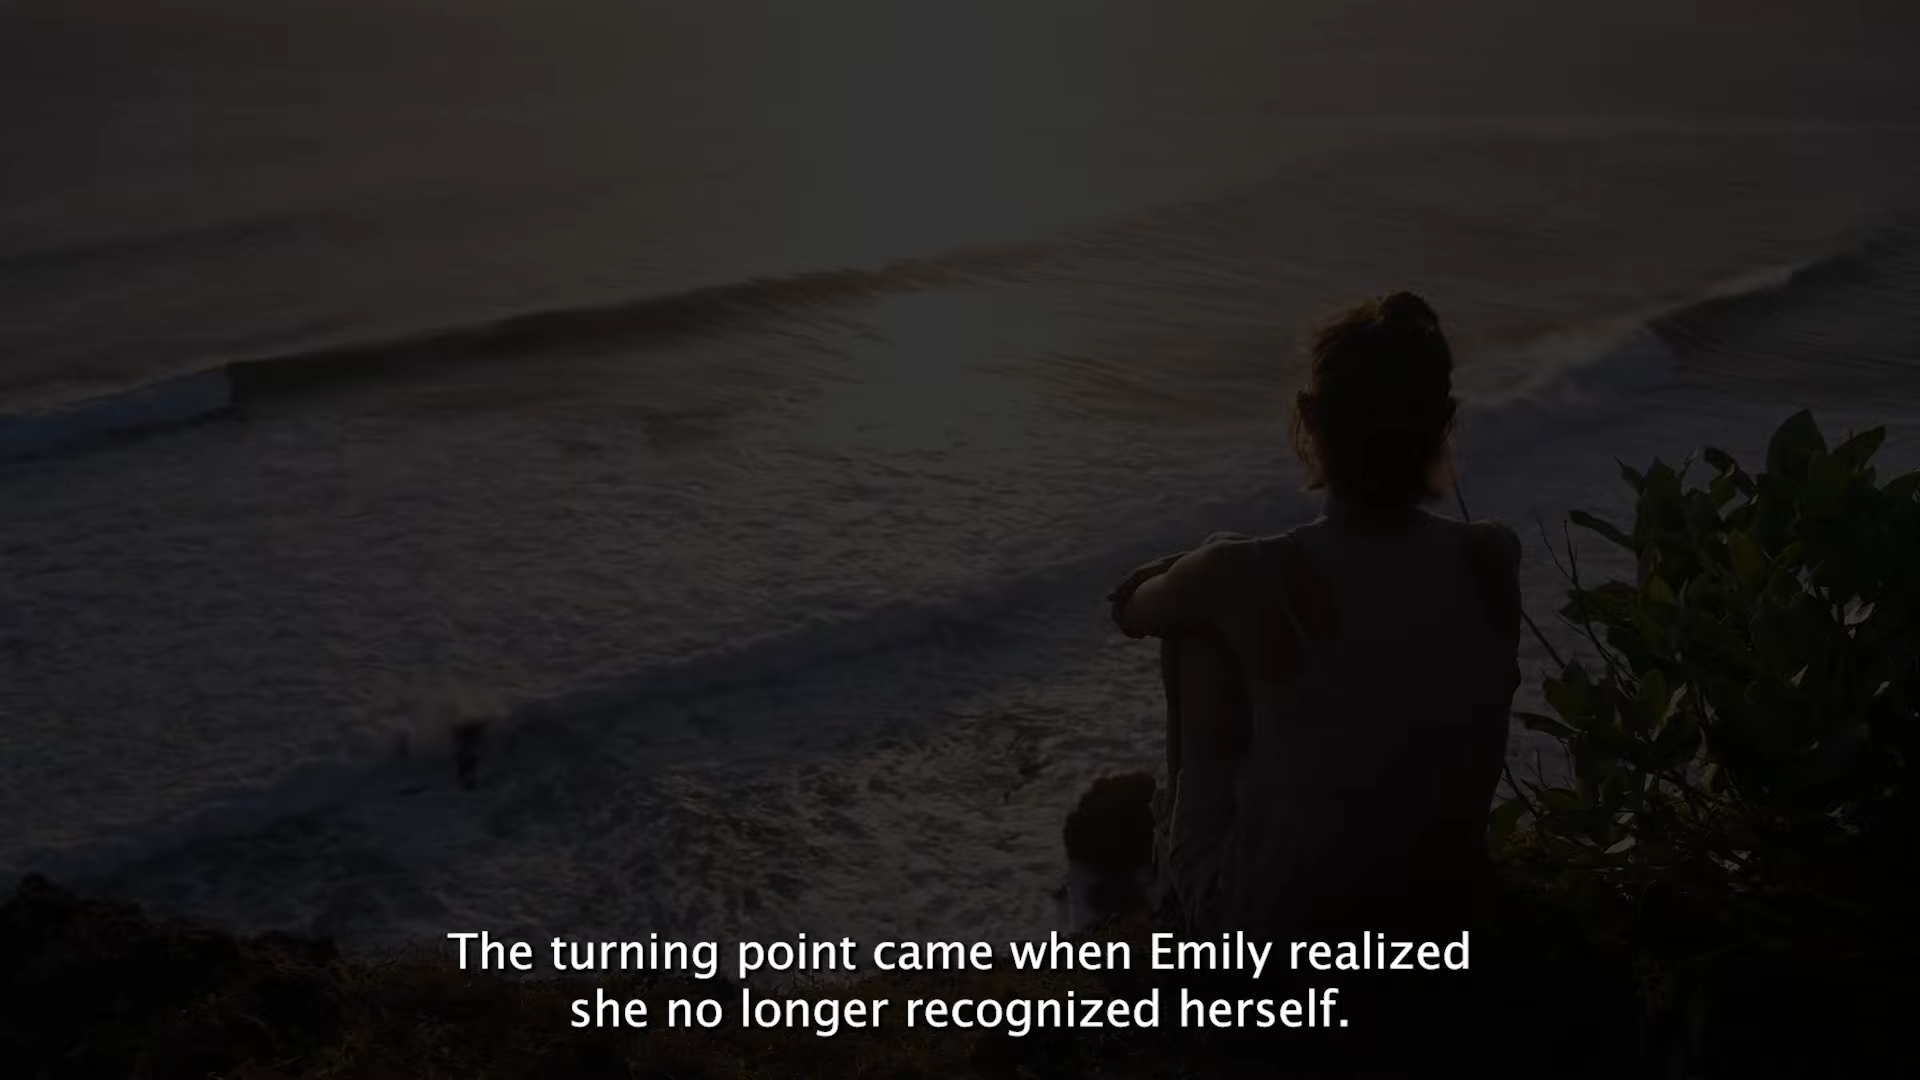 The turning point came when Emily realized
she no longer recognized herself.